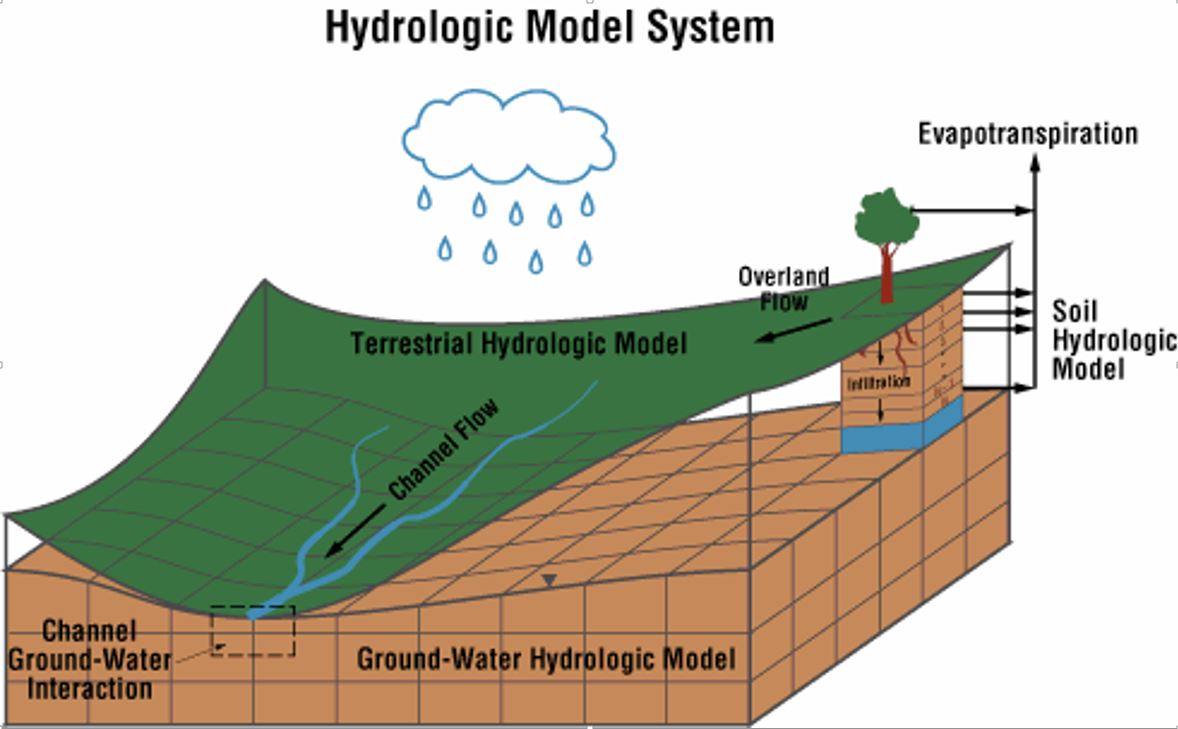 Hydrologic Model System
Evapotranspiration
Overland
Flow
Soil
Hydrologic
Model
Terrestrial Hydrologic Model
Infiltration
Channel Flow
Channel
Ground-Water
Interaction
Ground-Water Hydrologic Model